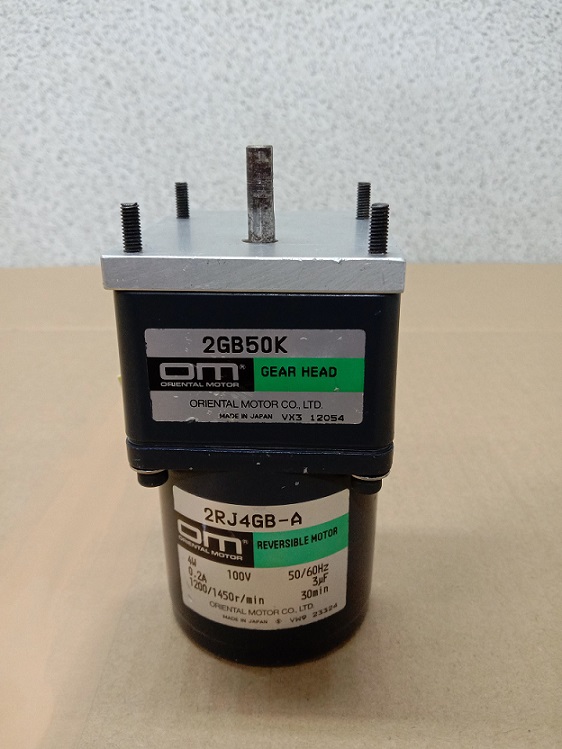 2GB50K
OM®
ORIENTAL MOTOR
GEAR HEAD
ORIENTAL MOTOR CO., LTD.
MADE IN JAPAN VX3 12054
2RJ4GB-A
OM®
ORIENTAL MOTOR
REVERSIBLE MOTOR
4W
0.2A 100V 50/60Hz
3μF
1200/1450r/min 30min
ORIENTAL MOTOR CO., LTD.
MADE IN JAPAN VW9 23324